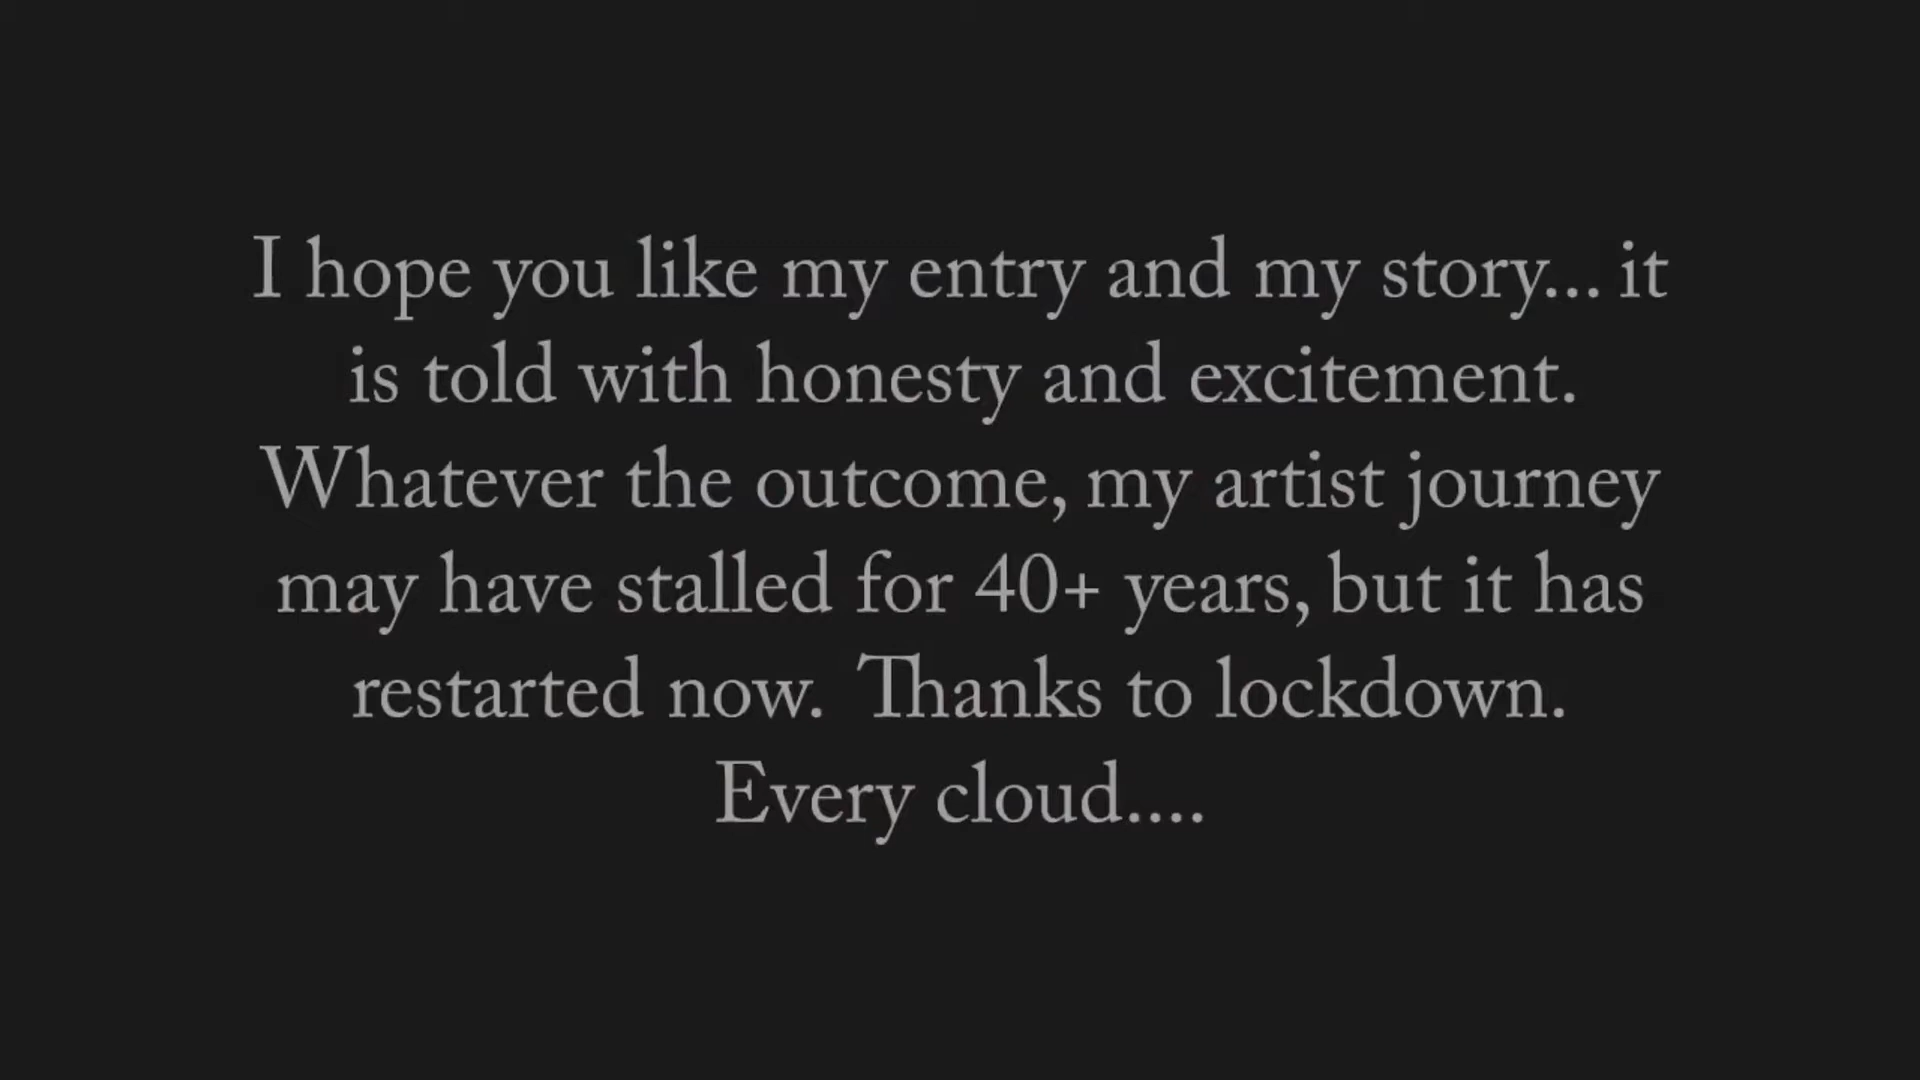 I hope you like my entry and my story... it
is told with honesty and excitement.
Whatever the outcome, my artist journey
may have stalled for 40+ years, but it has
restarted now.  Thanks to lockdown.
Every cloud....